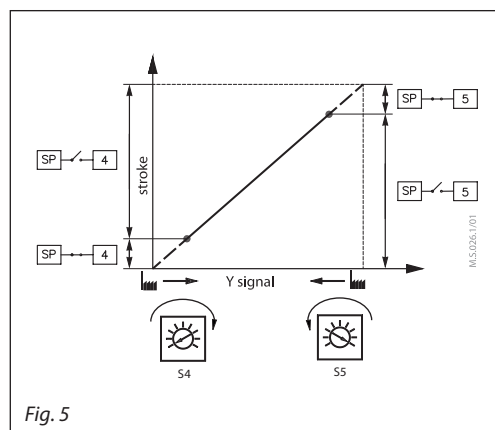 SP 5
SP 4
stroke
SP 5
SP 4
M.S.026.1/01
Y signal
S4 S5
Fig. 5